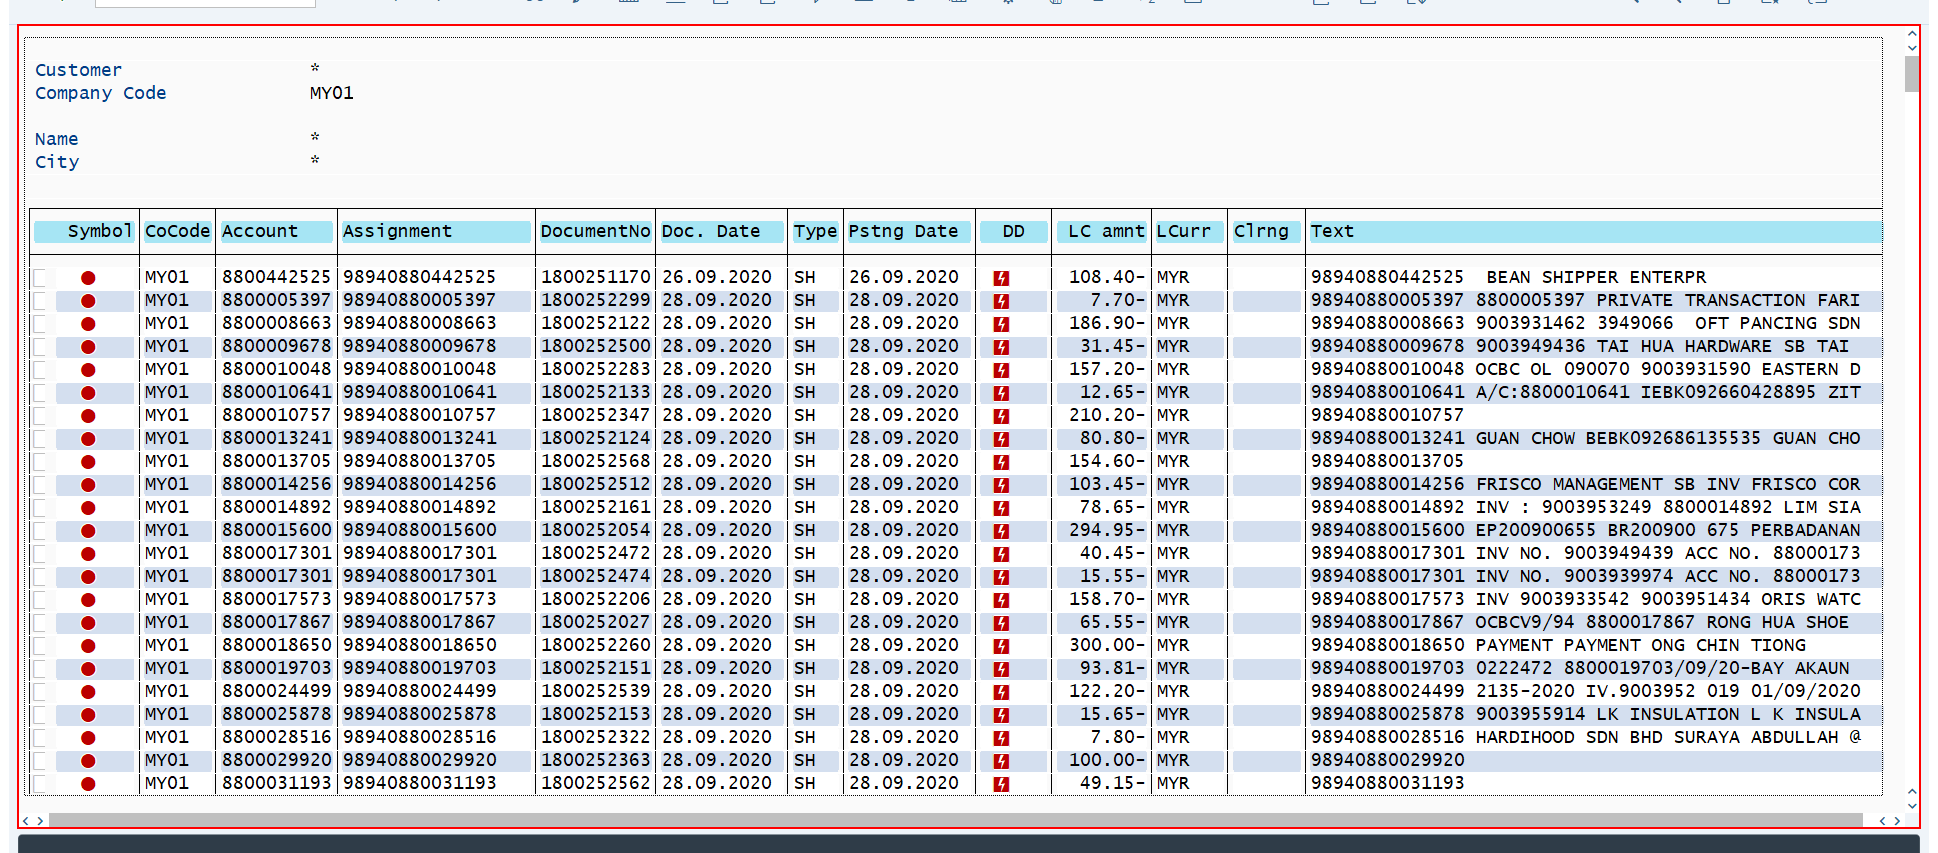 Customer *
Company Code MY01
Name *
City *
Symbol CoCode Account Assignment DocumentNo Doc. Date Type Pstng Date DD LC amnt LCurr Clrng Text
MY01 8800442525 98940880442525 1800251170 26.09.2020 SH 26.09.2020 108.40- MYR 98940880442525 BEAN SHIPPER ENTERPR
MY01 8800005397 98940880005397 1800252299 28.09.2020 SH 28.09.2020 7.70- MYR 98940880005397 8800005397 PRIVATE TRANSACTION FARI
MY01 8800008663 98940880008663 1800252122 28.09.2020 SH 28.09.2020 186.90- MYR 98940880008663 9003931462 3949066 OFT PANCING SDN
MY01 8800009678 98940880009678 1800252500 28.09.2020 SH 28.09.2020 31.45- MYR 98940880009678 9003949436 TAI HUA HARDWARE SB TAI
MY01 8800010048 98940880010048 1800252283 28.09.2020 SH 28.09.2020 157.20- MYR 98940880010048 OCBC OL 090070 9003931590 EASTERN D
MY01 8800010641 98940880010641 1800252133 28.09.2020 SH 28.09.2020 12.65- MYR 98940880010641 A/C:8800010641 IEBK092660428895 ZIT
MY01 8800010757 98940880010757 1800252347 28.09.2020 SH 28.09.2020 210.20- MYR 98940880010757
MY01 8800013241 98940880013241 1800252124 28.09.2020 SH 28.09.2020 80.80- MYR 98940880013241 GUAN CHOW BEBK092686135535 GUAN CHO
MY01 8800013705 98940880013705 1800252568 28.09.2020 SH 28.09.2020 154.60- MYR 98940880013705
MY01 8800014256 98940880014256 1800252512 28.09.2020 SH 28.09.2020 103.45- MYR 98940880014256 FRISCO MANAGEMENT SB INV FRISCO COR
MY01 8800014892 98940880014892 1800252161 28.09.2020 SH 28.09.2020 78.65- MYR 98940880014892 INV : 9003953249 8800014892 LIM SIA
MY01 8800015600 98940880015600 1800252054 28.09.2020 SH 28.09.2020 294.95- MYR 98940880015600 EP200900655 BR200900 675 PERBADANAN
MY01 8800017301 98940880017301 1800252472 28.09.2020 SH 28.09.2020 40.45- MYR 98940880017301 INV NO. 9003949439 ACC NO. 88000173
MY01 8800017301 98940880017301 1800252474 28.09.2020 SH 28.09.2020 15.55- MYR 98940880017301 INV NO. 9003939974 ACC NO. 88000173
MY01 8800017573 98940880017573 1800252206 28.09.2020 SH 28.09.2020 158.70- MYR 98940880017573 INV 9003933542 9003951434 ORIS WATC
MY01 8800017867 98940880017867 1800252027 28.09.2020 SH 28.09.2020 65.55- MYR 98940880017867 OCBCV9/94 8800017867 RONG HUA SHOE
MY01 8800018650 98940880018650 1800252260 28.09.2020 SH 28.09.2020 300.00- MYR 98940880018650 PAYMENT PAYMENT ONG CHIN TIONG
MY01 8800019703 98940880019703 1800252151 28.09.2020 SH 28.09.2020 93.81- MYR 98940880019703 0222472 8800019703/09/20-BAY AKAUN
MY01 8800024499 98940880024499 1800252539 28.09.2020 SH 28.09.2020 122.20- MYR 98940880024499 2135-2020 IV.9003952 019 01/09/2020
MY01 8800025878 98940880025878 1800252153 28.09.2020 SH 28.09.2020 15.65- MYR 98940880025878 9003955914 LK INSULATION L K INSULA
MY01 8800028516 98940880028516 1800252322 28.09.2020 SH 28.09.2020 7.80- MYR 98940880028516 HARDIHOOD SDN BHD SURAYA ABDULLAH @
MY01 8800029920 98940880029920 1800252363 28.09.2020 SH 28.09.2020 100.00- MYR 98940880029920
MY01 8800031193 98940880031193 1800252562 28.09.2020 SH 28.09.2020 49.15- MYR 98940880031193